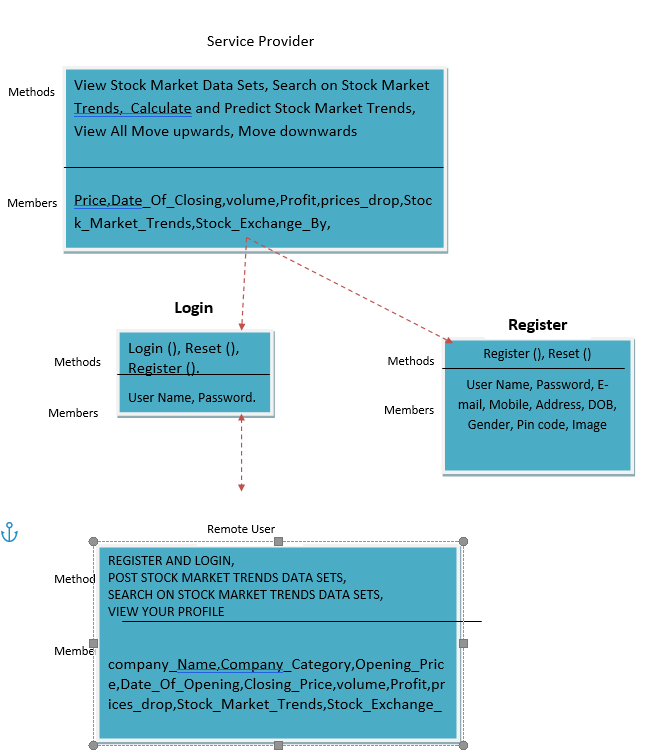 Service Provider
Methods
View Stock Market Data Sets, Search on Stock Market
Trends, Calculate and Predict Stock Market Trends,
View All Move upwards, Move downwards
Members
Price,Date_Of_Closing,volume,Profit,prices_drop,Stoc
k_Market_Trends,Stock_Exchange_By,
Login
Methods
Login (), Reset (),
Register ().
Members
User Name, Password.
Register
Methods
Register (), Reset ()
Members
User Name, Password, E-
mail, Mobile, Address, DOB,
Gender, Pin code, Image
Remote User
Method
REGISTER AND LOGIN,
POST STOCK MARKET TRENDS DATA SETS,
SEARCH ON STOCK MARKET TRENDS DATA SETS,
VIEW YOUR PROFILE
Membe
company_Name,Company_Category,Opening_Pric
e,Date_Of_Opening,Closing_Price,volume,Profit,pr
ices_drop,Stock_Market_Trends,Stock_Exchange_